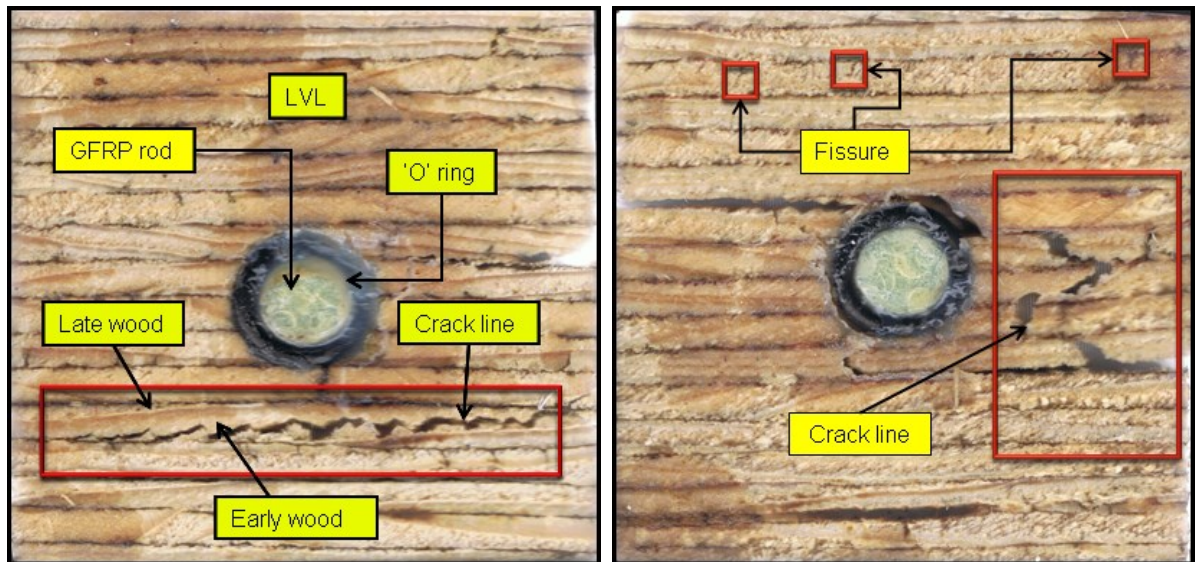 LVL
GFRP rod
'O' ring
Late wood
Crack line
Early wood
Fissure
Crack line